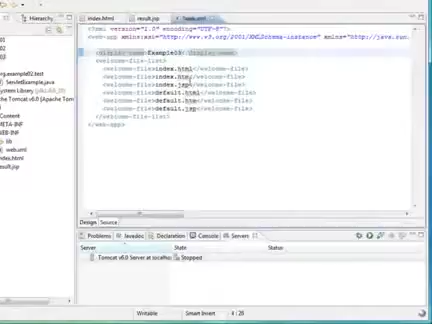 Hierarchy
index.html
result.jsp
*web.xml
<?xml version="1.0" encoding="UTF-8"?>
xmlns:xsi="http://www.w3.org/2001/XMLSchema-instance" xmlns="http://java.sun.
<display-name>Example03</display-name>
<welcome-file-list>
<welcome-file>index.html</welcome-file>
<welcome-file>index.htm</welcome-file>
<welcome-file>index.jsp</welcome-file>
<welcome-file>default.html</welcome-file>
<welcome-file>default.htm</welcome-file>
<welcome-file>default.jsp</welcome-file>
</welcome-file-list>
</web-app>
01
02
03
ServletExample.java
Apache Tomcat v6.0 [Apache Tom
Content
META-INF
WEB-INF
lib
web.xml
index.html
result.jsp
Design Source
Problems Javadoc Declaration Console Servers
Server State Status
Tomcat v6.0 Server at localhos Stopped
Writable Smart Insert 4 : 28